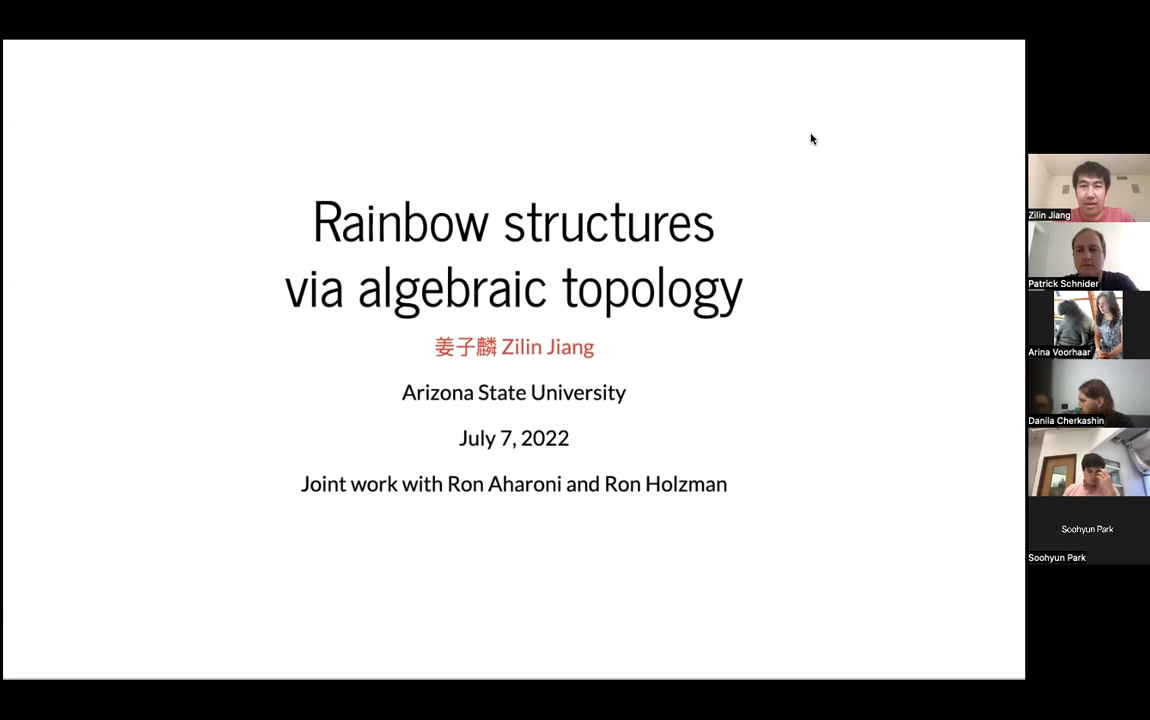 Rainbow structures
via algebraic topology
姜子麟 Zilin Jiang
Arizona State University
July 7, 2022
Joint work with Ron Aharoni and Ron Holzman
Zilin Jiang
Patrick Schnider
Arina Voorhaar
Danila Cherkashin
Soohyun Park
Soohyun Park